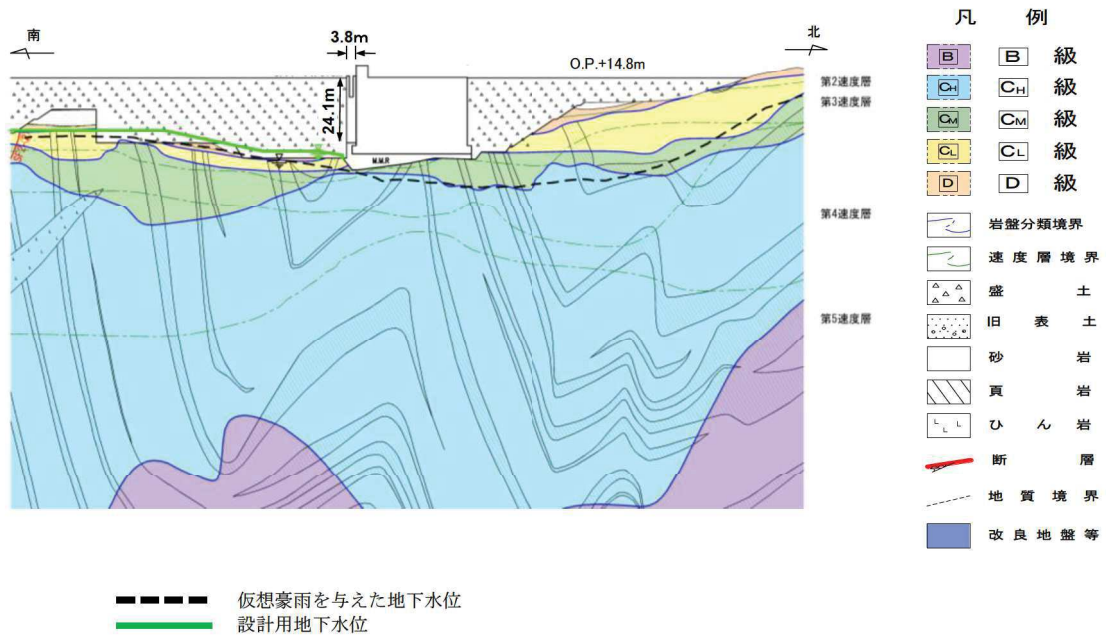 南
3.8m
24.1m
O.P.+14.8m
北
M.M.R
第2速度層
第3速度層
第4速度層
第5速度層
凡 例
B B 級
CH CH 級
CM CM 級
CL CL 級
D D 級
岩盤分類境界
速度層境界
盛土
旧表土
砂岩
頁岩
ひん岩
断層
地質境界
改良地盤等
仮想豪雨を与えた地下水位
設計用地下水位